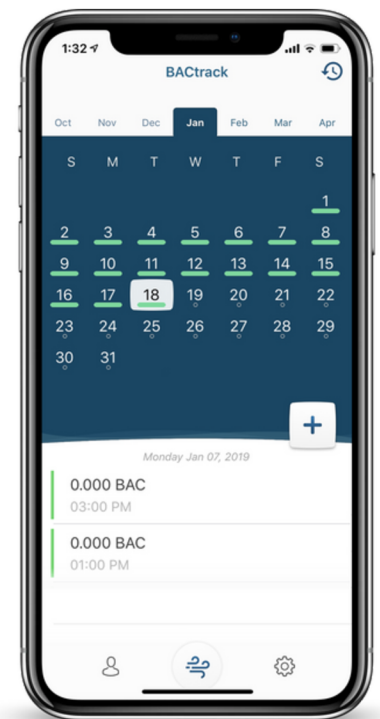 1:32
BACtrack
Oct Nov Dec Jan Feb Mar Apr
S M T W T F S
1
2 3 4 5 6 7 8
9 10 11 12 13 14 15
16 17 18 19 20 21 22
23 24 25 26 27 28 29
30 31
+
Monday Jan 07, 2019
0.000 BAC
03:00 PM
0.000 BAC
01:00 PM